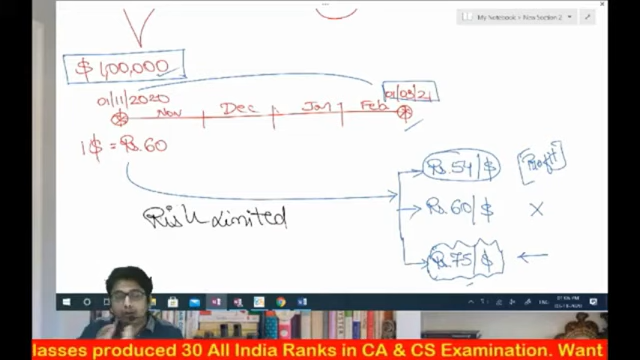 My Notebook > New Section 2
$ 1,00,000
01/11/2020
01/03/21
Nov Dec Jan Feb
1$ = Rs.60
Rs.54/$ [Profit]
Rs.60/$ X
Risk Limited
Rs.75/$
lasses produced 30 All India Ranks in CA & CS Examination. Want